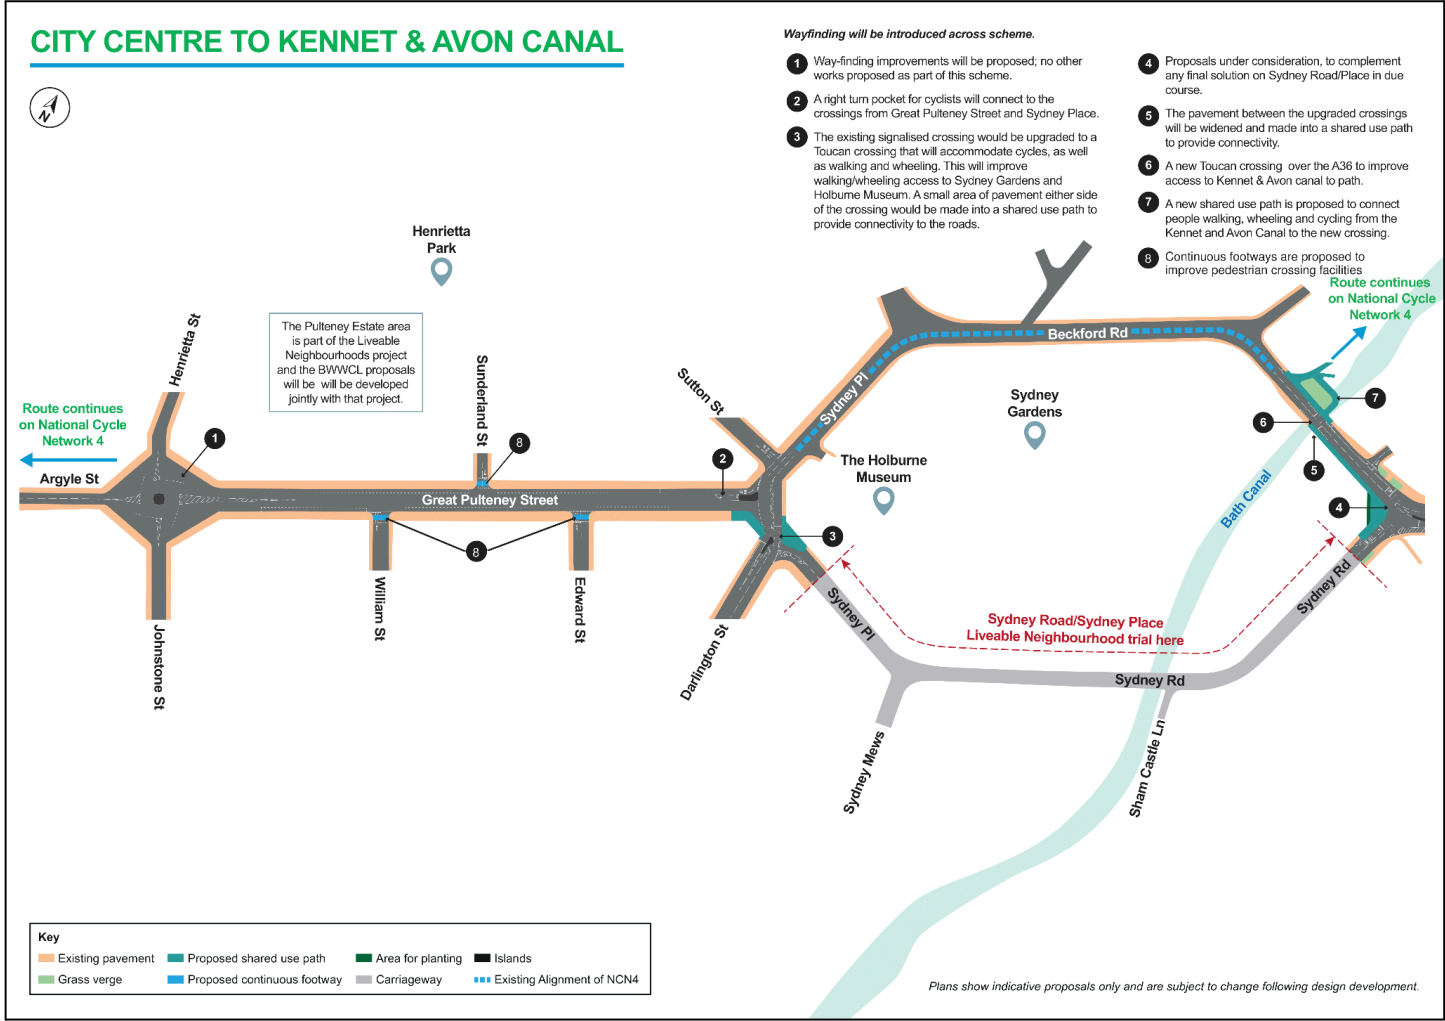 CITY CENTRE TO KENNET & AVON CANAL
N
Wayfinding will be introduced across scheme.
1 Way-finding improvements will be proposed; no other
works proposed as part of this scheme.
2 A right turn pocket for cyclists will connect to the
crossings from Great Pulteney Street and Sydney Place.
3 The existing signalised crossing would be upgraded to a
Toucan crossing that will accommodate cycles, as well
as walking and wheeling. This will improve
walking/wheeling access to Sydney Gardens and
Holburne Museum. A small area of pavement either side
of the crossing would be made into a shared use path to
provide connectivity to the roads.
4 Proposals under consideration, to complement
any final solution on Sydney Road/Place in due
course.
5 The pavement between the upgraded crossings
will be widened and made into a shared use path
to provide connectivity.
6 A new Toucan crossing over the A36 to improve
access to Kennet & Avon canal to path.
7 A new shared use path is proposed to connect
people walking, wheeling and cycling from the
Kennet and Avon Canal to the new crossing.
8 Continuous footways are proposed to
improve pedestrian crossing facilities
Route continues
on National Cycle
Network 4
Henrietta
Park
The Pulteney Estate area
is part of the Liveable
Neighbourhoods project
and the BWWCL proposals
will be will be developed
jointly with that project.
Henrietta St
Sunderland St
Sutton St
Sydney Pl
Beckford Rd
Sydney
Gardens
The Holburne
Museum
Route continues
on National Cycle
Network 4
Argyle St
1
8
2
Great Pulteney Street
8
3
7
6
5
4
Bath Canal
Johnstone St
William St
Edward St
Darlington St
Sydney Pl
Sydney Road/Sydney Place
Liveable Neighbourhood trial here
Sydney Rd
Sydney Rd
Sydney Mews
Sham Castle Ln
Key
Existing pavement
Proposed shared use path
Area for planting
Islands
Grass verge
Proposed continuous footway
Carriageway
Existing Alignment of NCN4
Plans show indicative proposals only and are subject to change following design development.